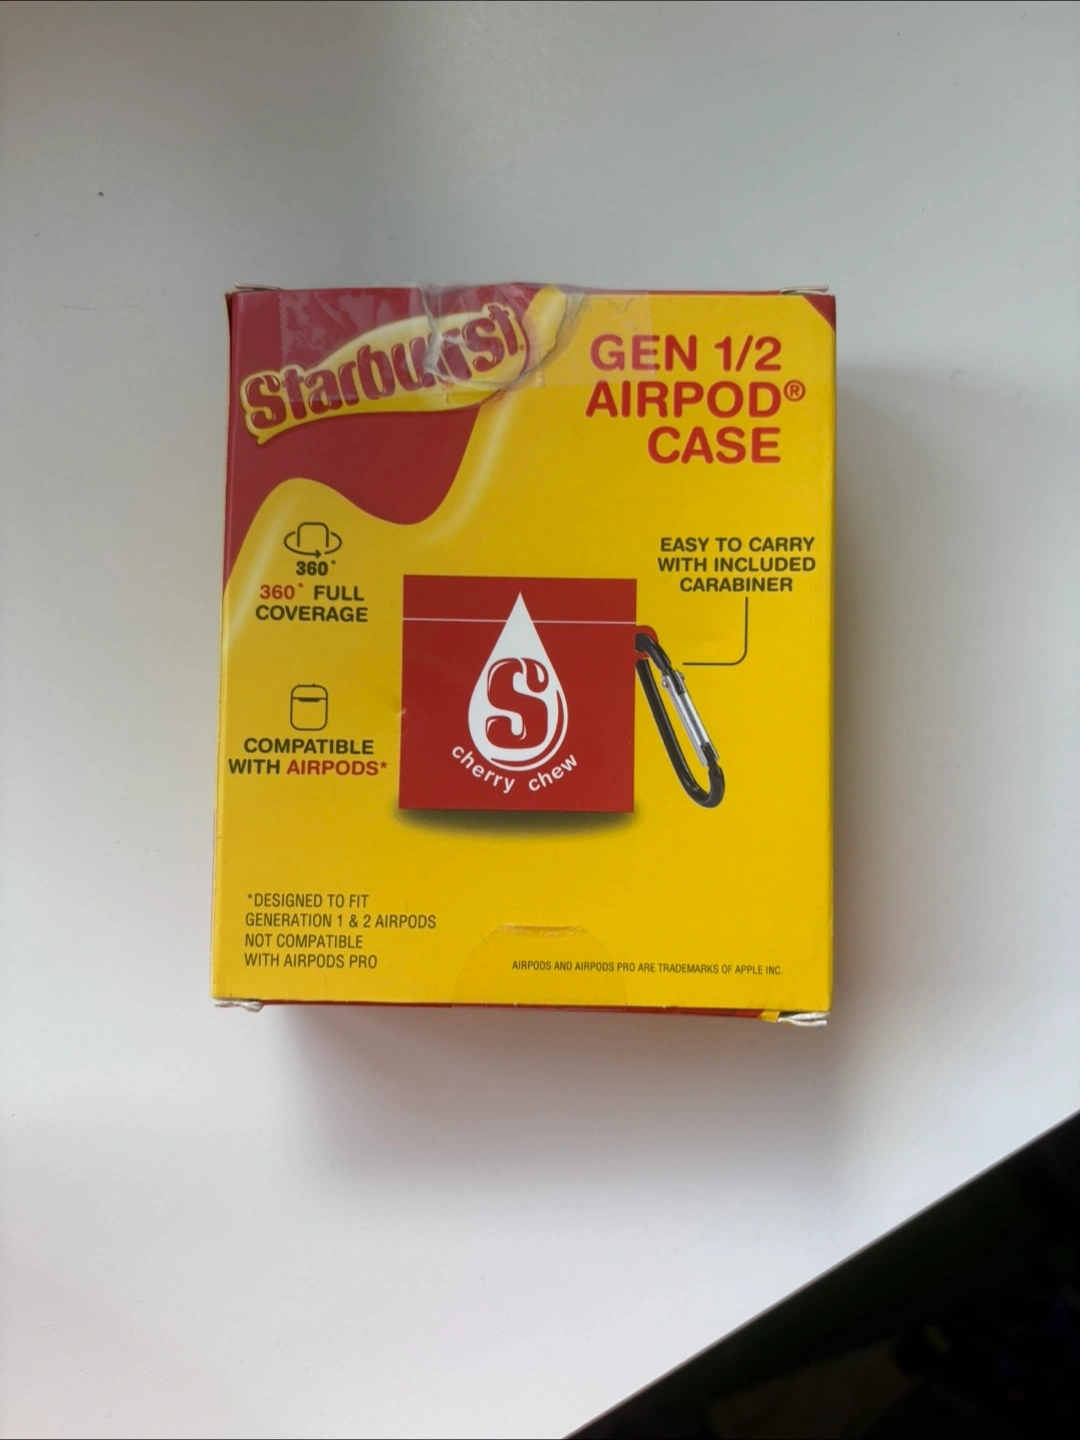 Starburst
GEN 1/2
AIRPOD®
CASE
360°
360° FULL
COVERAGE
EASY TO CARRY
WITH INCLUDED
CARABINER
S
cherry chew
COMPATIBLE
WITH AIRPODS*
*DESIGNED TO FIT
GENERATION 1 & 2 AIRPODS
NOT COMPATIBLE
WITH AIRPODS PRO
AIRPODS AND AIRPODS PRO ARE TRADEMARKS OF APPLE INC.